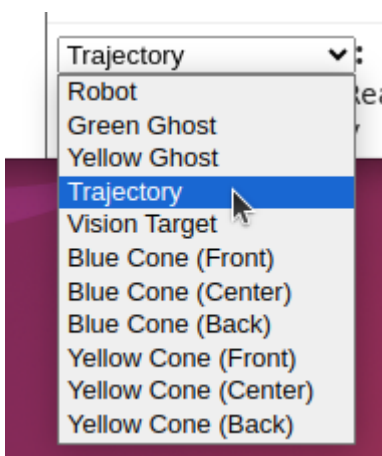 Trajectory :
Robot
Green Ghost
Yellow Ghost
Trajectory
Vision Target
Blue Cone (Front)
Blue Cone (Center)
Blue Cone (Back)
Yellow Cone (Front)
Yellow Cone (Center)
Yellow Cone (Back)